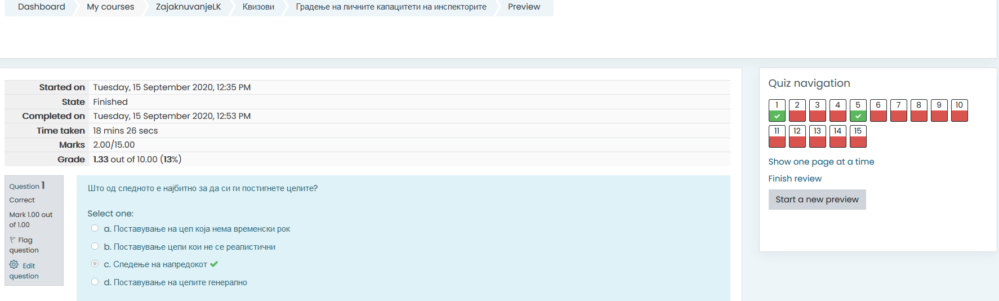 Dashboard My courses ZajaknuvanjeLK Квизови Градење на личните капацитети на инспекторите Preview
Started on Tuesday, 15 September 2020, 12:35 PM
State Finished
Completed on Tuesday, 15 September 2020, 12:53 PM
Time taken 18 mins 26 secs
Marks 2.00/15.00
Grade 1.33 out of 10.00 (13%)
Question 1
Correct
Mark 1.00 out
of 1.00
Flag
question
Edit
question
Што од следното е најбитно за да си ги постигнете целите?
Select one:
a. Поставување на цел која нема временски рок
b. Поставување цели кои не се реалистични
c. Следење на напредокот
d. Поставување на целите генерално
Quiz navigation
1 2 3 4 5 6 7 8 9 10
11 12 13 14 15
Show one page at a time
Finish review
Start a new preview